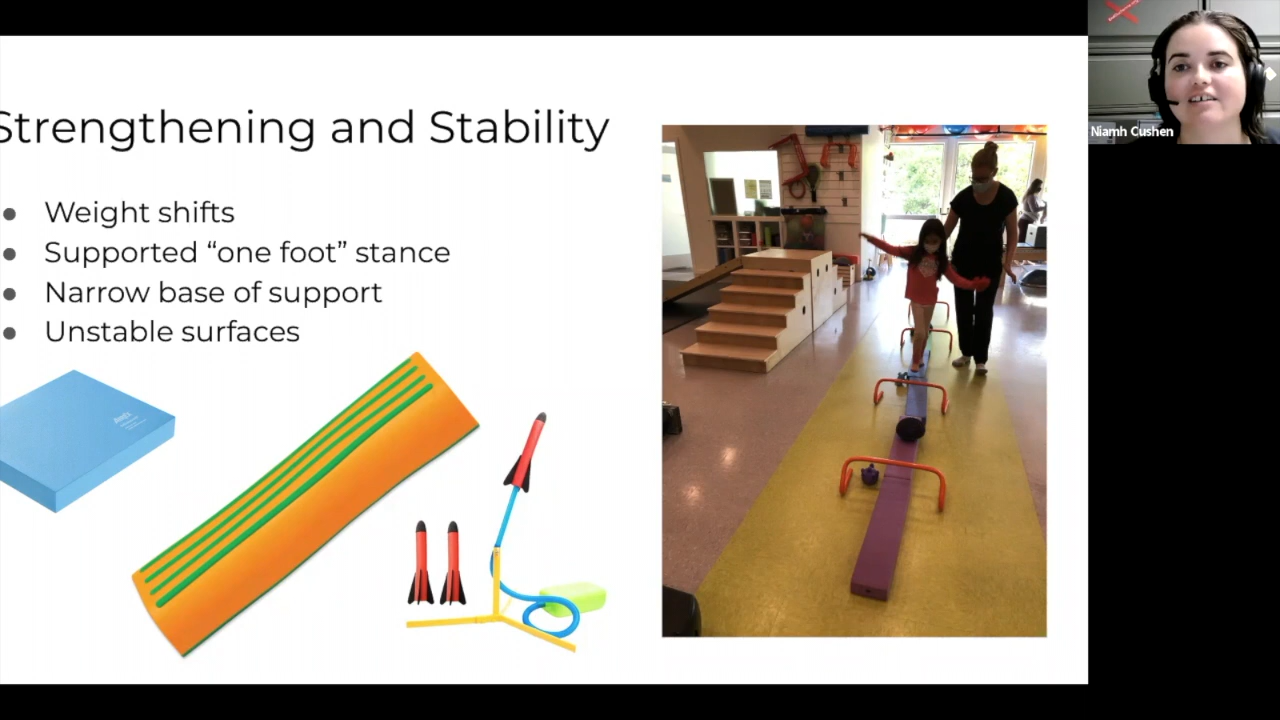 Strengthening and Stability
Weight shifts
Supported “one foot” stance
Narrow base of support
Unstable surfaces
Niamh Cushen